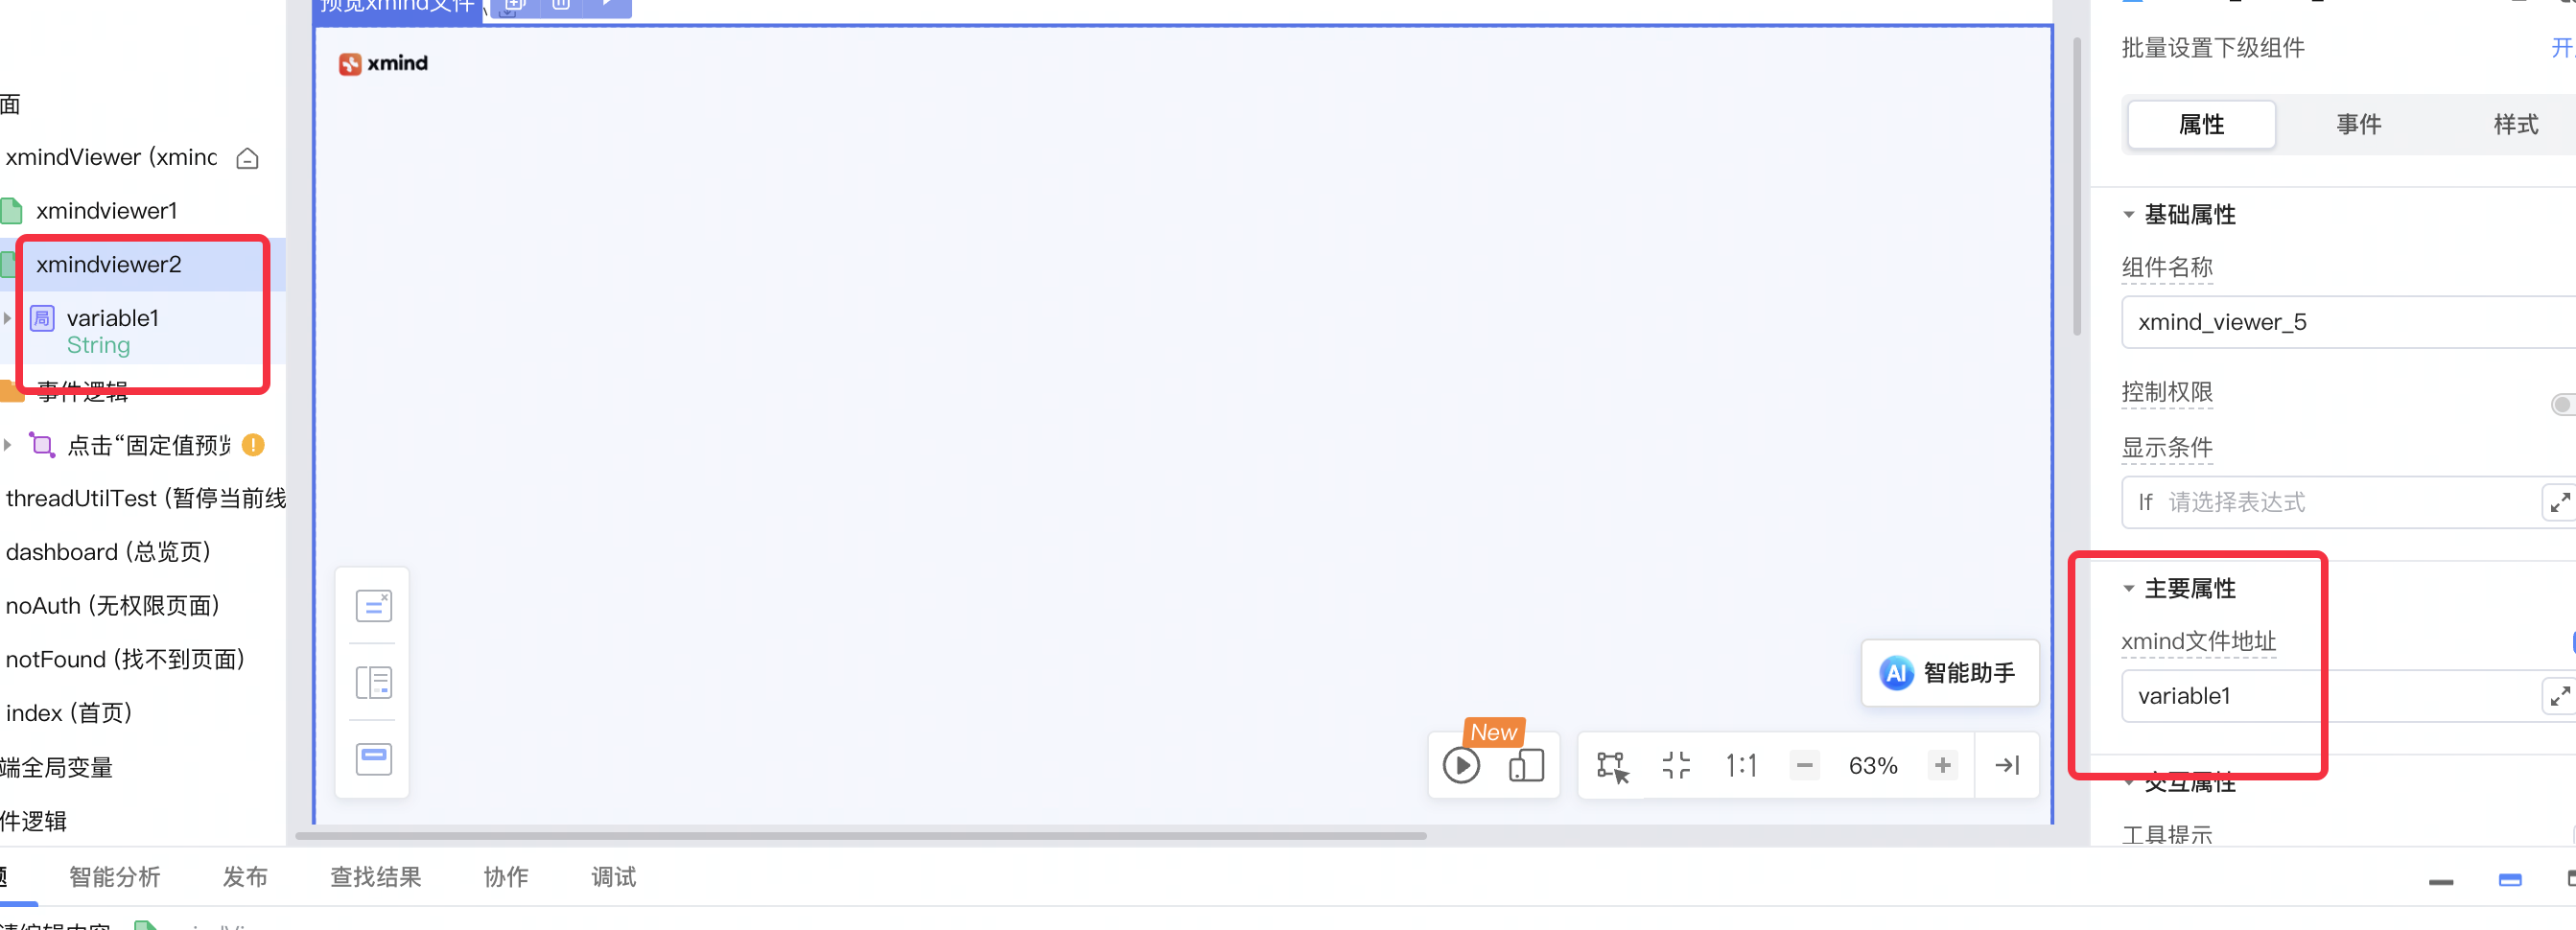 预览xmind文件
xmind
面
xmindViewer (xminc
xmindviewer1
xmindviewer2
局 variable1
String
事件逻辑
点击“固定值预览
threadUtilTest (暂停当前线
dashboard (总览页)
noAuth (无权限页面)
notFound (找不到页面)
index (首页)
端全局变量
件逻辑
AI 智能助手
New
1:1
63%
批量设置下级组件
开
属性 事件 样式
基础属性
组件名称
xmind_viewer_5
控制权限
显示条件
If 请选择表达式
主要属性
xmind文件地址
variable1
交互属性
工具提示
题 智能分析 发布 查找结果 协作 调试